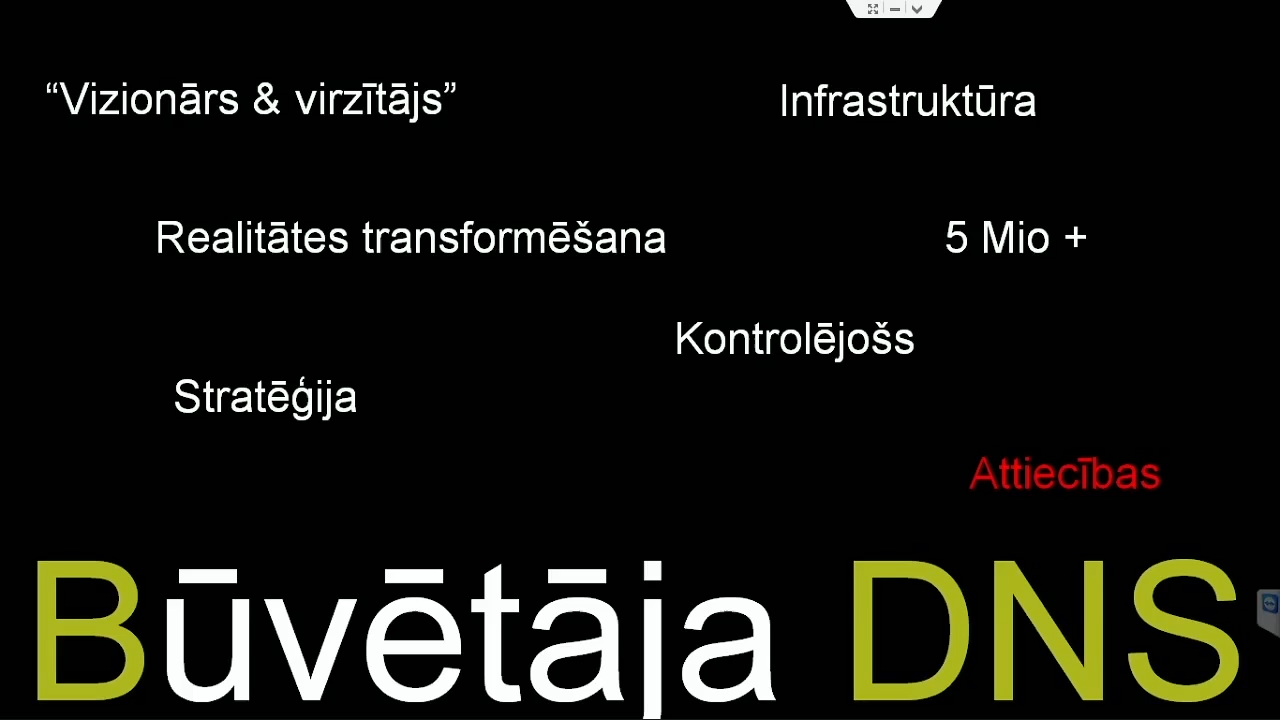 “Vizionārs & virzītājs”
Infrastruktūra
Realitātes transformēšana
5 Mio +
Kontrolējošs
Stratēģija
Attiecības
Būvētāja DNS